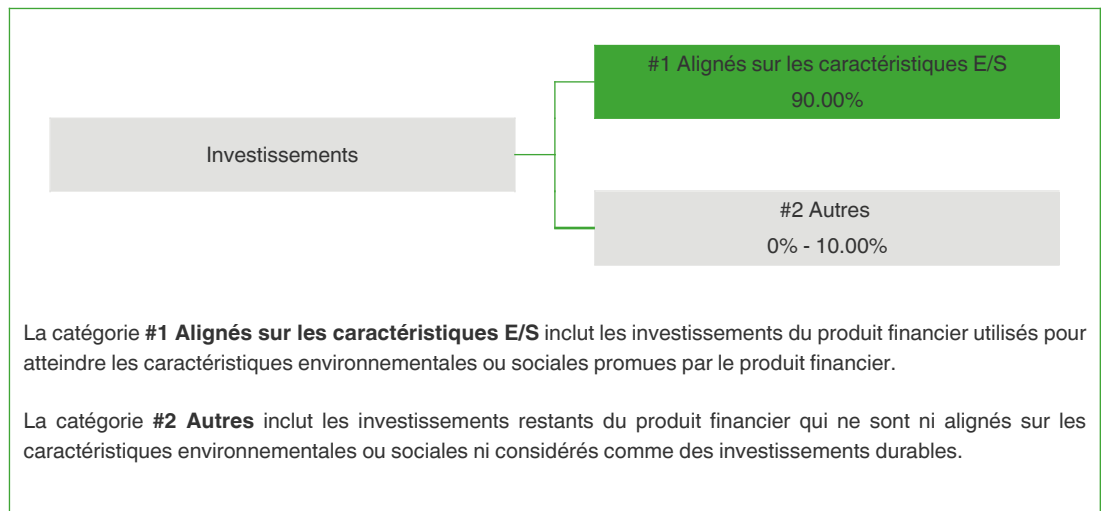 #1 Alignés sur les caractéristiques E/S
90.00%
Investissements
#2 Autres
0% - 10.00%
La catégorie #1 Alignés sur les caractéristiques E/S inclut les investissements du produit financier utilisés pour
atteindre les caractéristiques environnementales ou sociales promues par le produit financier.
La catégorie #2 Autres inclut les investissements restants du produit financier qui ne sont ni alignés sur les
caractéristiques environnementales ou sociales ni considérés comme des investissements durables.